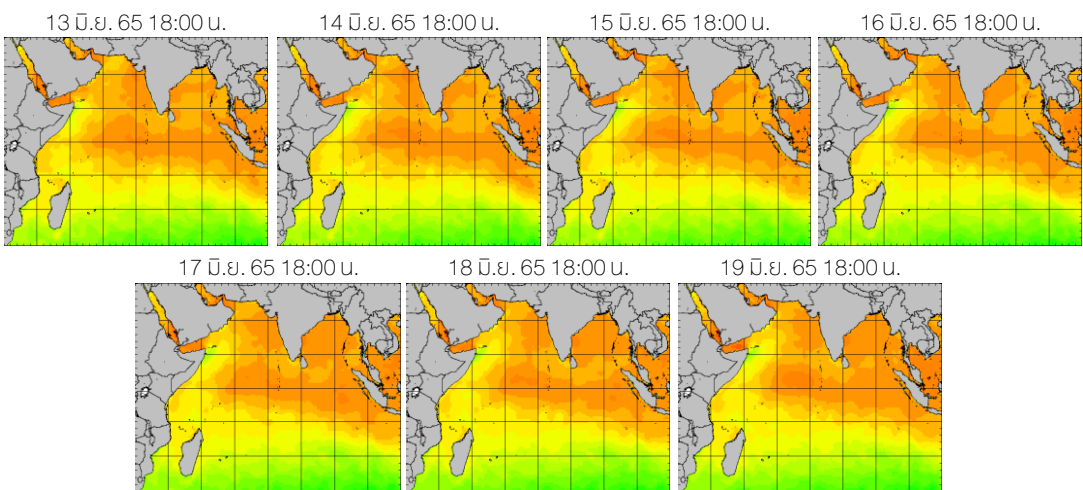 13 มิ.ย. 65 18:00 น.
14 มิ.ย. 65 18:00 น.
15 มิ.ย. 65 18:00 น.
16 มิ.ย. 65 18:00 น.
17 มิ.ย. 65 18:00 น.
18 มิ.ย. 65 18:00 น.
19 มิ.ย. 65 18:00 น.